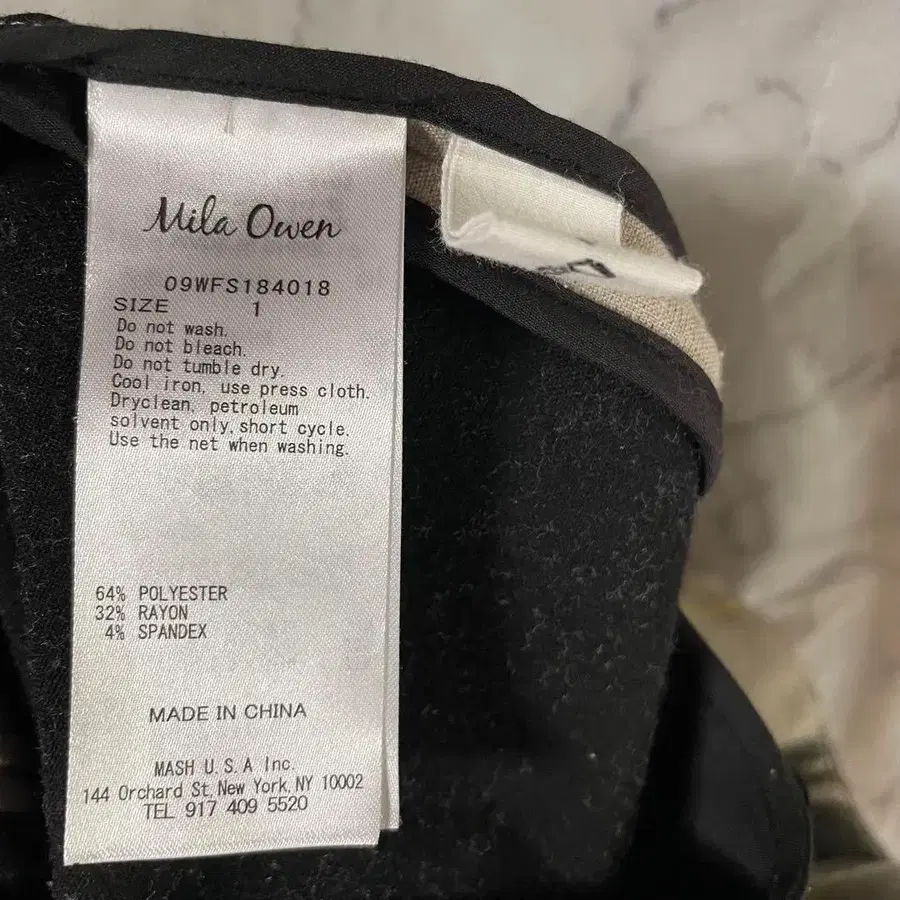 Mila Owen
09WFS184018
SIZE 1
Do not wash.
Do not bleach.
Do not tumble dry.
Cool iron, use press cloth.
Dryclean, petroleum
solvent only, short cycle.
Use the net when washing.
64% POLYESTER
32% RAYON
4% SPANDEX
MADE IN CHINA
MASH U.S.A Inc.
144 Orchard St, New York, NY 10002
TEL 917 409 5520